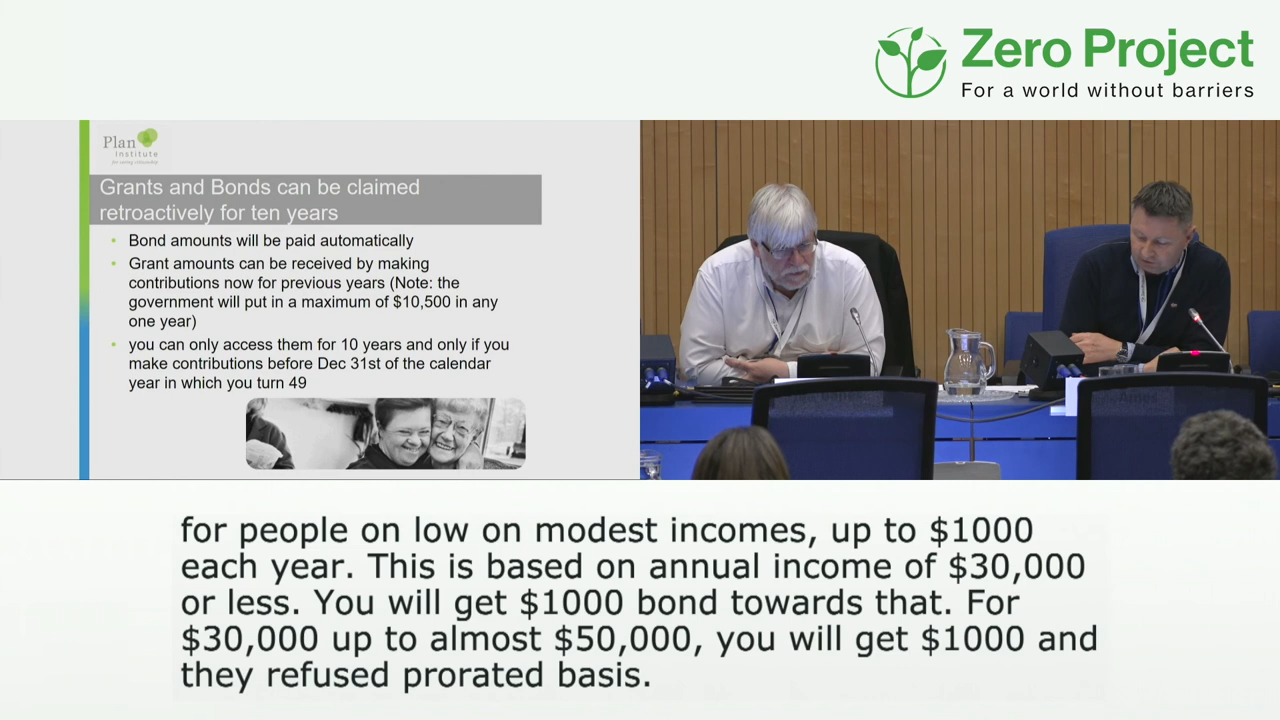 Zero Project
For a world without barriers
Plan
institute
for caring citizenship
Grants and Bonds can be claimed
retroactively for ten years
• Bond amounts will be paid automatically
• Grant amounts can be received by making
contributions now for previous years (Note: the
government will put in a maximum of $10,500 in any
one year)
• you can only access them for 10 years and only if you
make contributions before Dec 31st of the calendar
year in which you turn 49
for people on low on modest incomes, up to $1000
each year. This is based on annual income of $30,000
or less. You will get $1000 bond towards that. For
$30,000 up to almost $50,000, you will get $1000 and
they refused prorated basis.